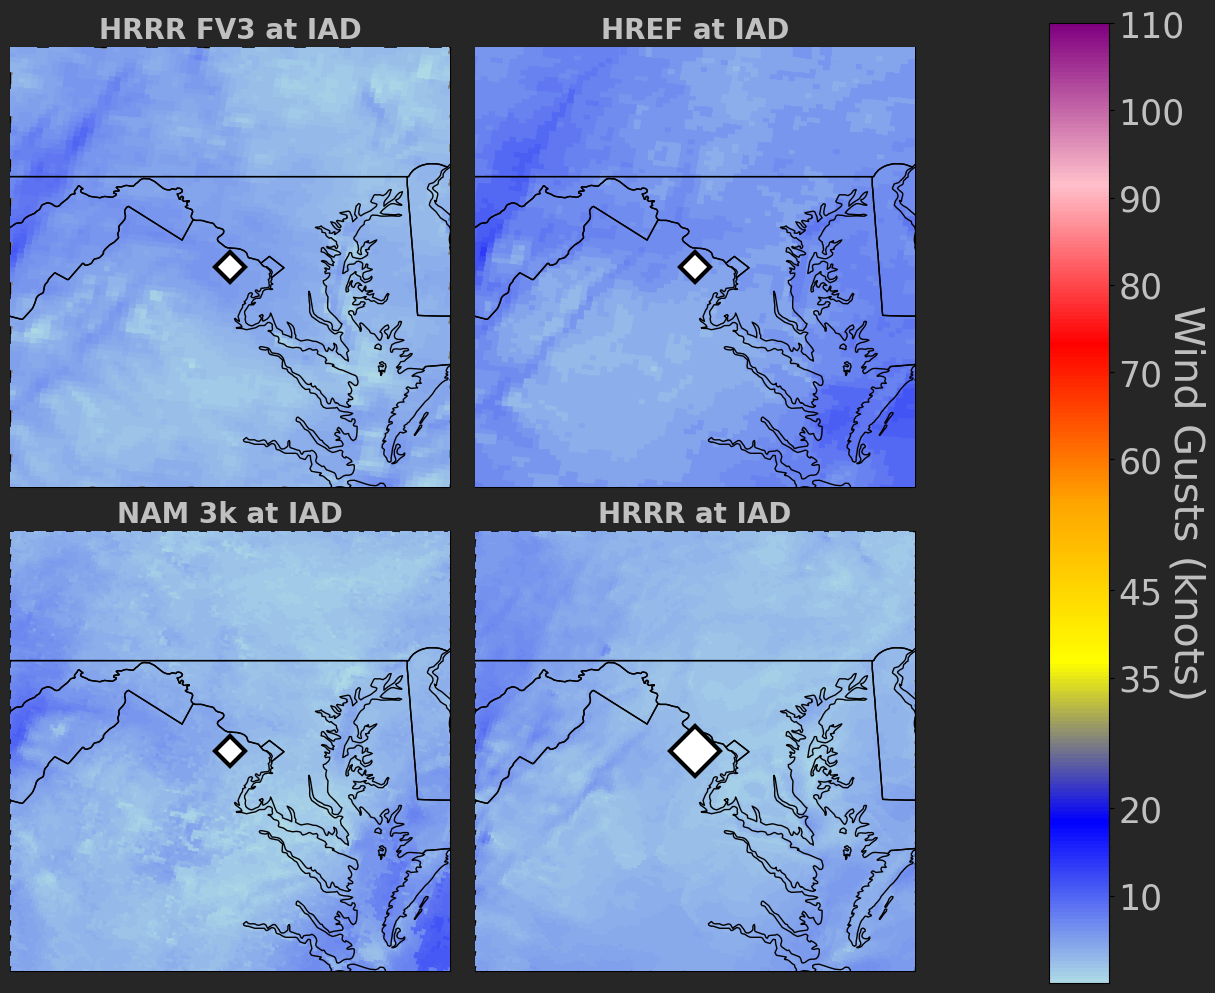 HRRR FV3 at IAD
HREF at IAD
NAM 3k at IAD
HRRR at IAD
110
100
90
80
70
60
45
35
20
10
Wind Gusts (knots)